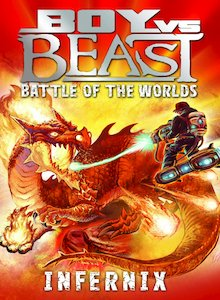 BOY VS
BEAST
BATTLE OF THE WORLDS
INFERNIX